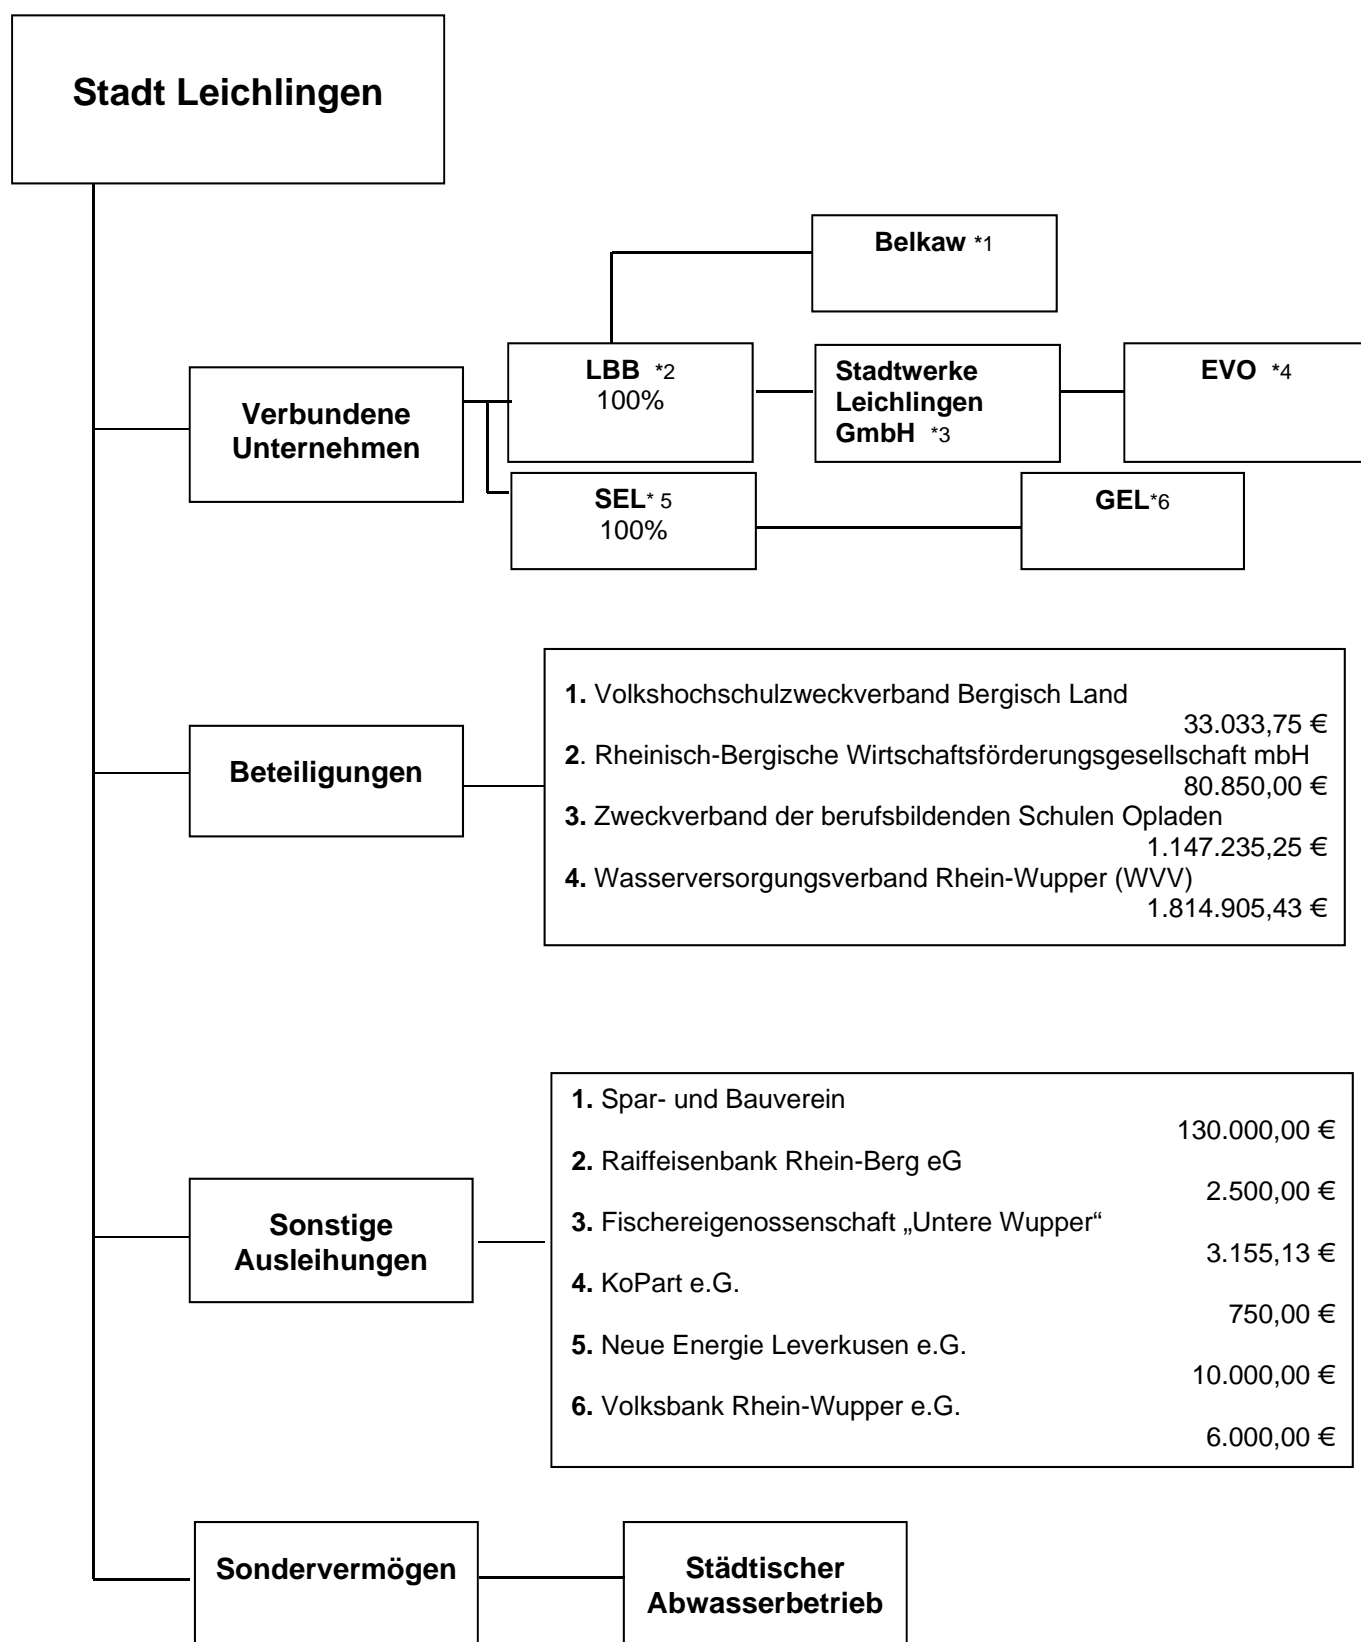 Stadt Leichlingen
Belkaw *1
Verbundene
Unternehmen
LBB *2
100%
Stadtwerke
Leichlingen
GmbH *3
EVO *4
SEL* 5
100%
GEL*6
Beteiligungen
1. Volkshochschulzweckverband Bergisch Land
33.033,75 €
2. Rheinisch-Bergische Wirtschaftsförderungsgesellschaft mbH
80.850,00 €
3. Zweckverband der berufsbildenden Schulen Opladen
1.147.235,25 €
4. Wasserversorgungsverband Rhein-Wupper (WVV)
1.814.905,43 €
Sonstige
Ausleihungen
1. Spar- und Bauverein
130.000,00 €
2. Raiffeisenbank Rhein-Berg eG
2.500,00 €
3. Fischereigenossenschaft „Untere Wupper“
3.155,13 €
4. KoPart e.G.
750,00 €
5. Neue Energie Leverkusen e.G.
10.000,00 €
6. Volksbank Rhein-Wupper e.G.
6.000,00 €
Sondervermögen
Städtischer
Abwasserbetrieb